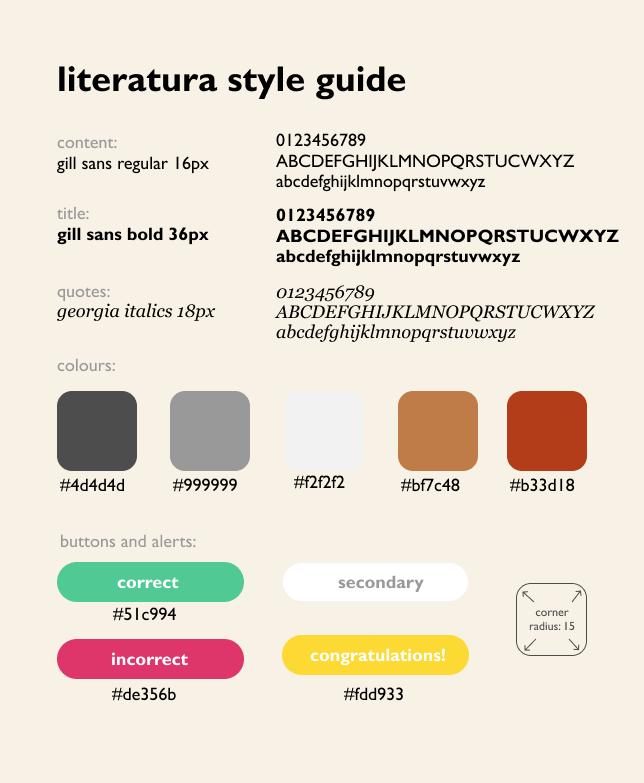 literatura style guide
content:
gill sans regular 16px
0123456789
ABCDEFGHIJKLMNOPQRSTUCWXYZ
abcdefghijklmnopqrstuvwxyz
title:
gill sans bold 36px
0123456789
ABCDEFGHIJKLMNOPQRSTUCWXYZ
abcdefghijklmnopqrstuvwxyz
quotes:
georgia italics 18px
0123456789
ABCDEFGHIJKLMNOPQRSTUCWXYZ
abcdefghijklmnopqrstuvwxyz
colours:
#4d4d4d
#999999
#f2f2f2
#bf7c48
#b33d18
buttons and alerts:
correct
#51c994
secondary
incorrect
#de356b
congratulations!
#fdd933
corner
radius: 15